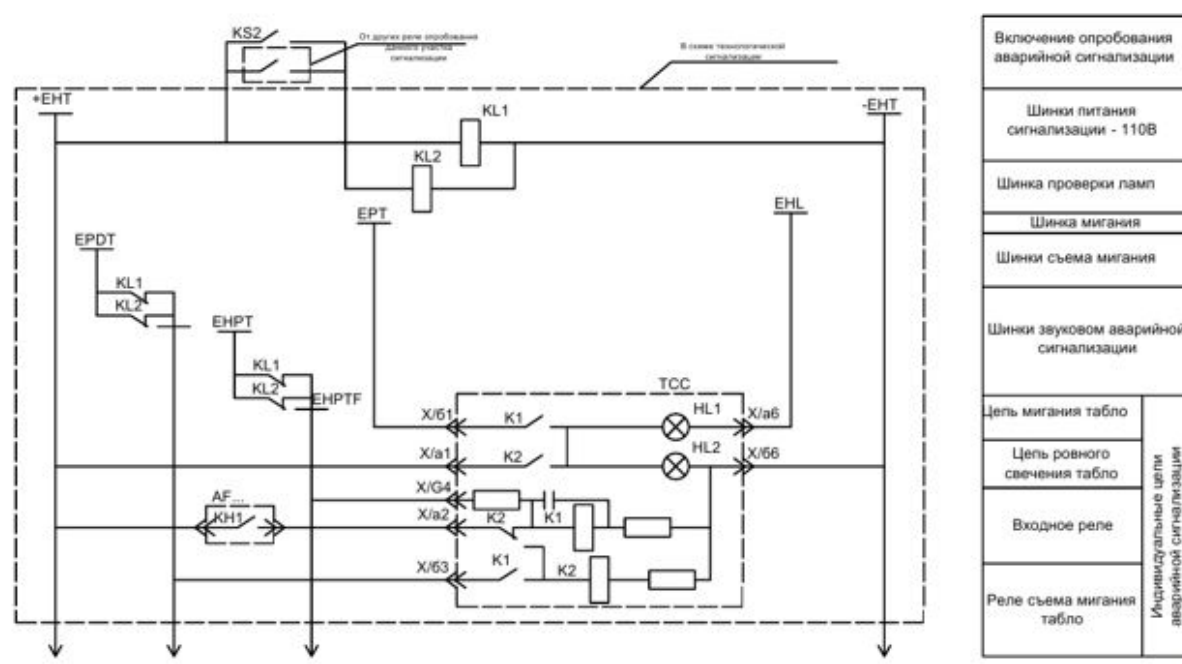 KS2
От других реле опробования
данного участка
сигнализации
В схеме технологической
сигнализации
+EHT
-EHT
KL1
KL2
EPT
EHL
EPDT
KL1
KL2
EHPT
KL1
KL2
EHPTF
TCC
X/б1
K1
HL1
X/a6
X/a1
K2
HL2
X/б6
X/G4
AF...
KH1
X/a2
K2
K1
X/б3
K1
K2
Включение опробования
аварийной сигнализации
Шинки питания
сигнализации - 110В
Шинка проверки ламп
Шинка мигания
Шинки съема мигания
Шинки звуковом аварийной
сигнализации
Цепь мигания табло
Цепь ровного
свечения табло
Входное реле
Реле съема мигания
табло
Индивидуальные цепи
аварийной сигнализации